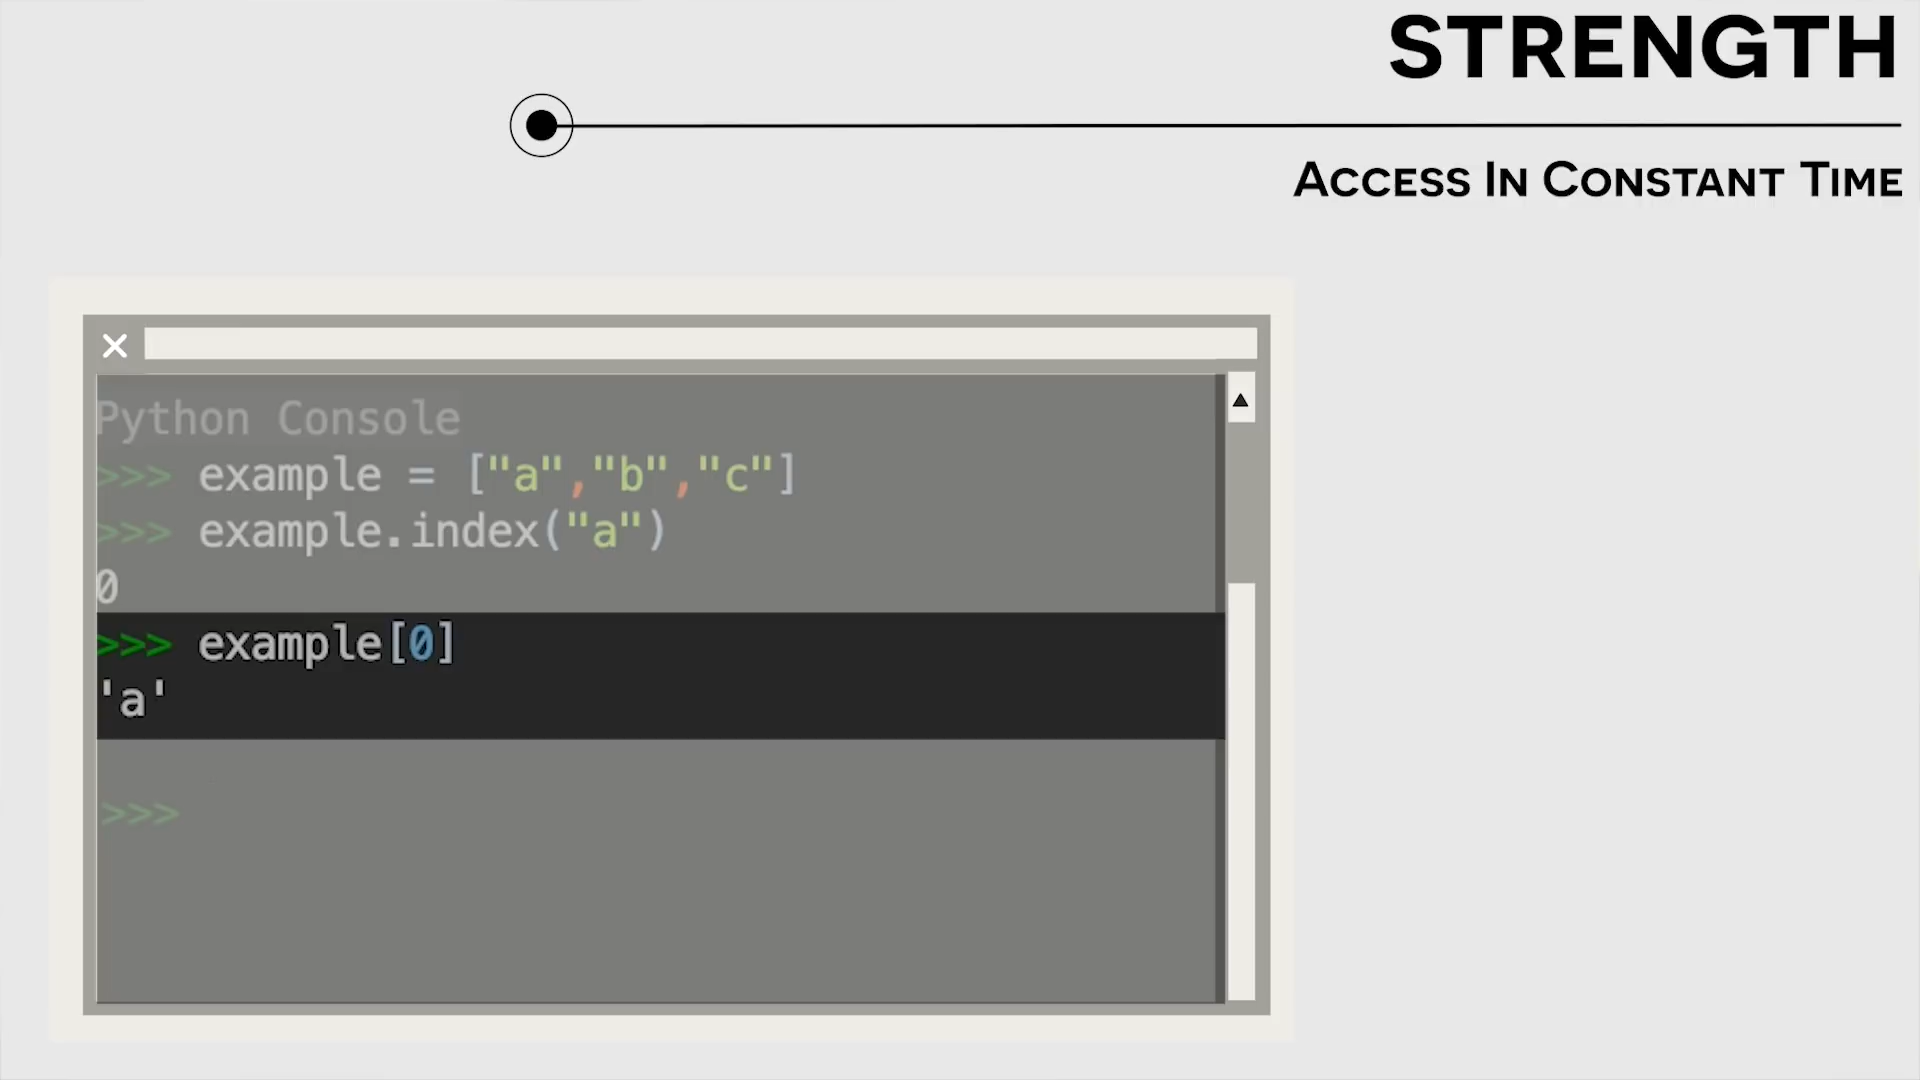 STRENGTH
ACCESS IN CONSTANT TIME
Python Console
>>> example = ["a","b","c"]
>>> example.index("a")
0
>>> example[0]
'a'
>>>